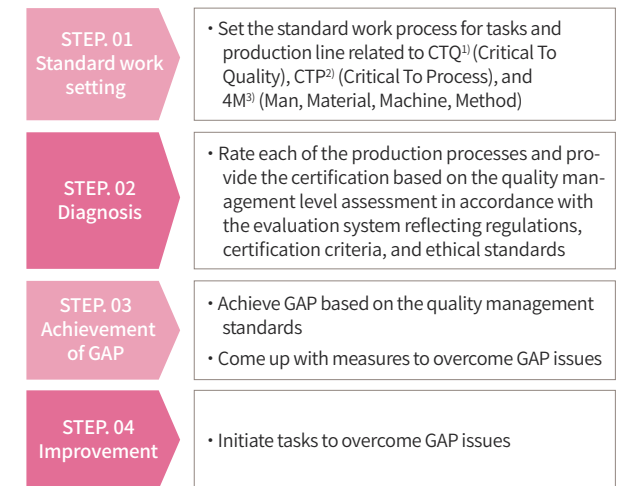 STEP. 01
Standard work
setting
• Set the standard work process for tasks and
production line related to CTQ1) (Critical To
Quality), CTP2) (Critical To Process), and
4M3) (Man, Material, Machine, Method)
STEP. 02
Diagnosis
• Rate each of the production processes and pro-
vide the certification based on the quality man-
agement level assessment in accordance with
the evaluation system reflecting regulations,
certification criteria, and ethical standards
STEP. 03
Achievement
of GAP
• Achieve GAP based on the quality management
standards
• Come up with measures to overcome GAP issues
STEP. 04
Improvement
• Initiate tasks to overcome GAP issues